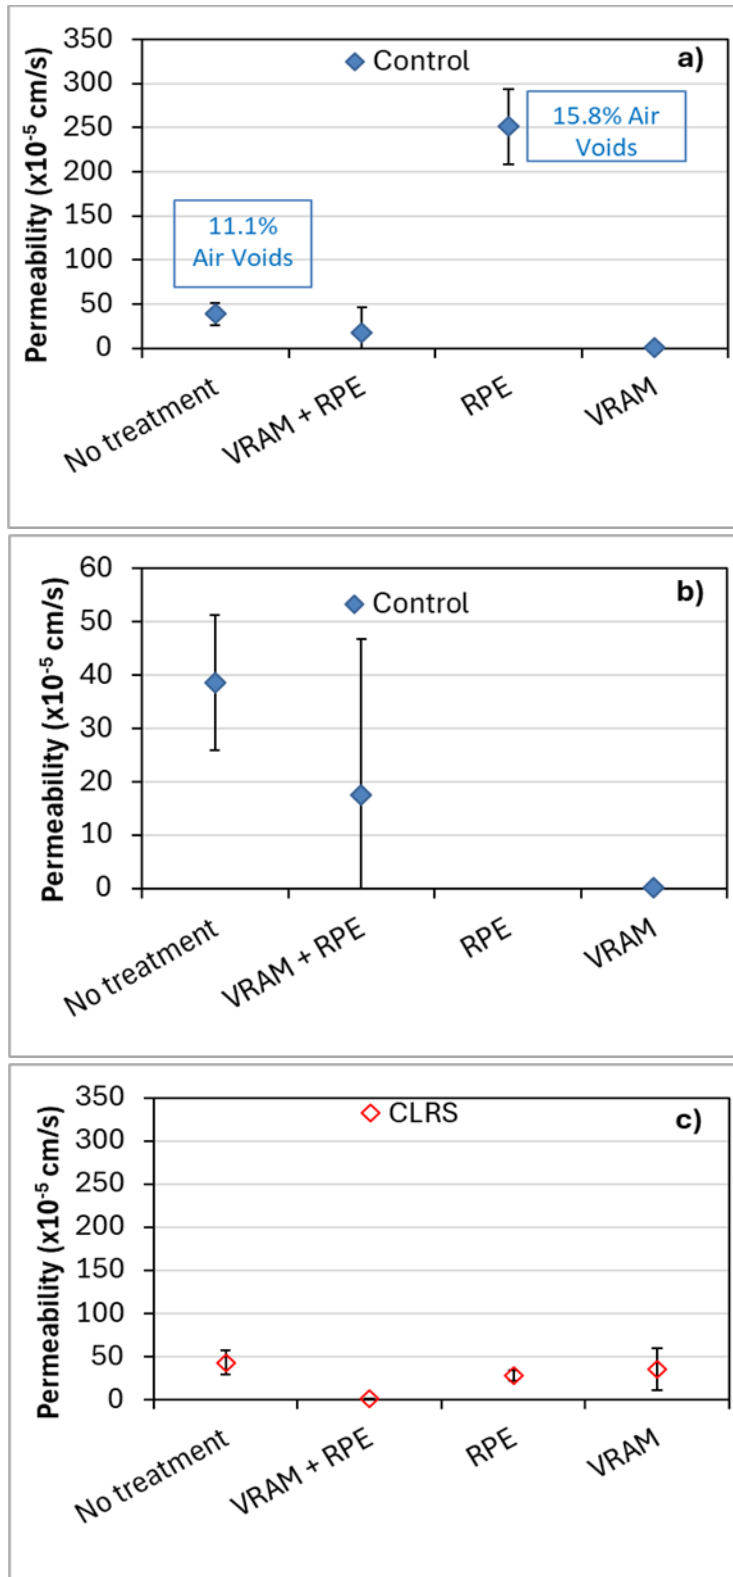 a)
Control
350
300
250
200
150
100
50
0
Permeability (x10⁻⁵ cm/s)
15.8% Air
Voids
11.1%
Air Voids
No treatment
VRAM + RPE
RPE
VRAM
b)
Control
60
50
40
30
20
10
0
Permeability (x10⁻⁵ cm/s)
No treatment
VRAM + RPE
RPE
VRAM
c)
CLRS
350
300
250
200
150
100
50
0
Permeability (x10⁻⁵ cm/s)
No treatment
VRAM + RPE
RPE
VRAM